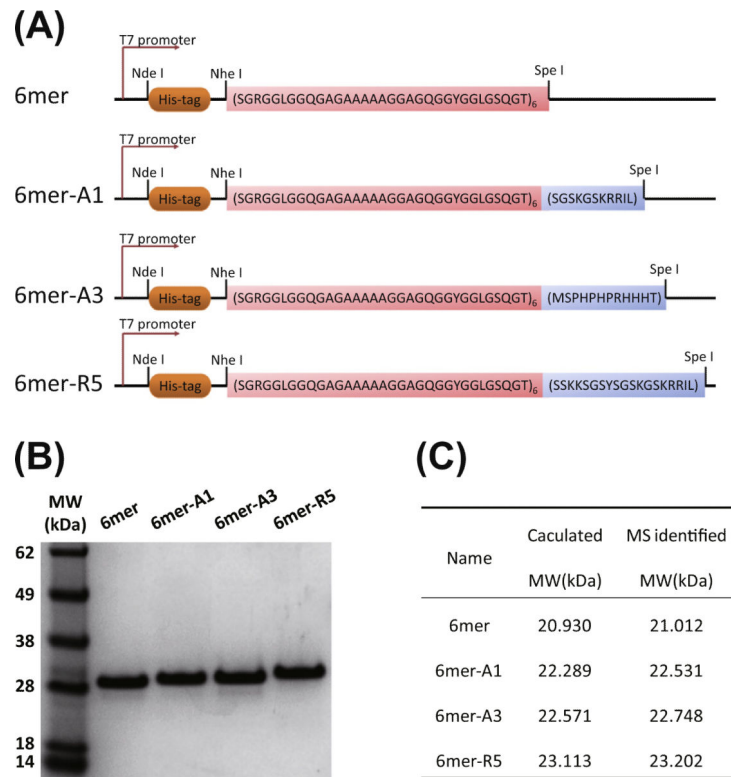 (A)
T7 promoter
Nde I Nhe I Spe I
6mer His-tag (SGRGGLGGQGAGAAAAAGGAGQGGYGGLGSQGT)6
T7 promoter
Nde I Nhe I Spe I
6mer-A1 His-tag (SGRGGLGGQGAGAAAAAGGAGQGGYGGLGSQGT)6 (SGSKGSKRRIL)
T7 promoter
Nde I Nhe I Spe I
6mer-A3 His-tag (SGRGGLGGQGAGAAAAAGGAGQGGYGGLGSQGT)6 (MSPHPHPRHHHT)
T7 promoter
Nde I Nhe I Spe I
6mer-R5 His-tag (SGRGGLGGQGAGAAAAAGGAGQGGYGGLGSQGT)6 (SSKKSGSYSGSKGSKRRIL)
(B)
MW
(kDa)
6mer 6mer-A1 6mer-A3 6mer-R5
62
49
38
28
18
14
(C)
Name Caculated MS identified
MW(kDa) MW(kDa)
6mer 20.930 21.012
6mer-A1 22.289 22.531
6mer-A3 22.571 22.748
6mer-R5 23.113 23.202